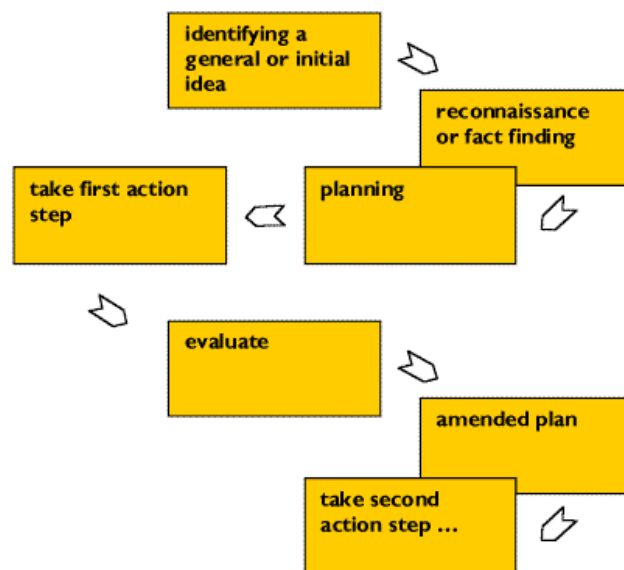 identifying a
general or initial
idea
reconnaissance
or fact finding
planning
take first action
step
evaluate
amended plan
take second
action step ...